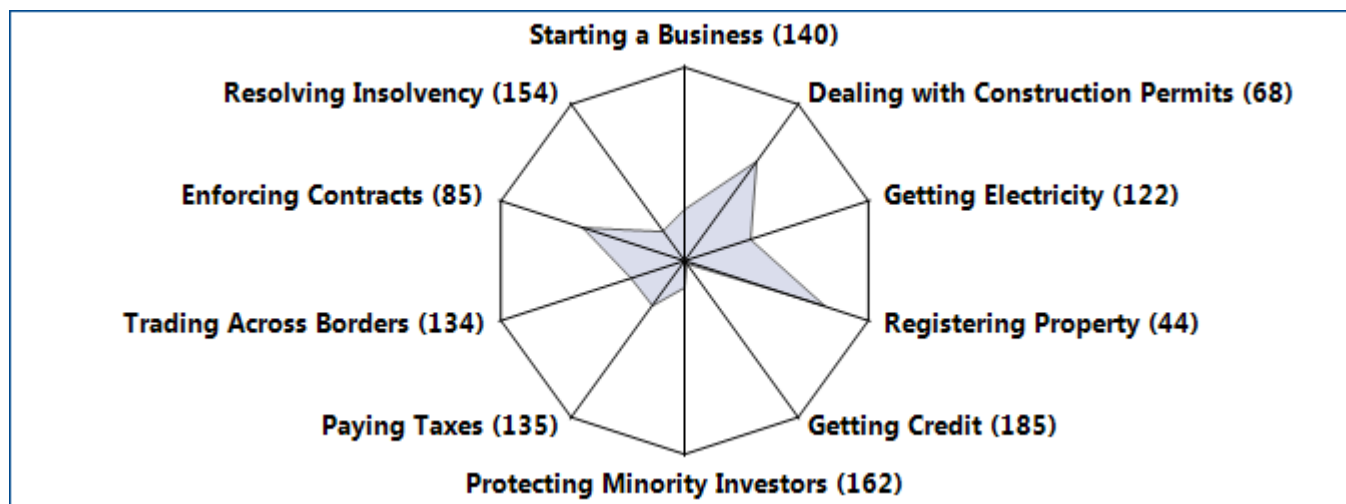 Starting a Business (140)
Resolving Insolvency (154)
Dealing with Construction Permits (68)
Enforcing Contracts (85)
Getting Electricity (122)
Trading Across Borders (134)
Registering Property (44)
Paying Taxes (135)
Getting Credit (185)
Protecting Minority Investors (162)